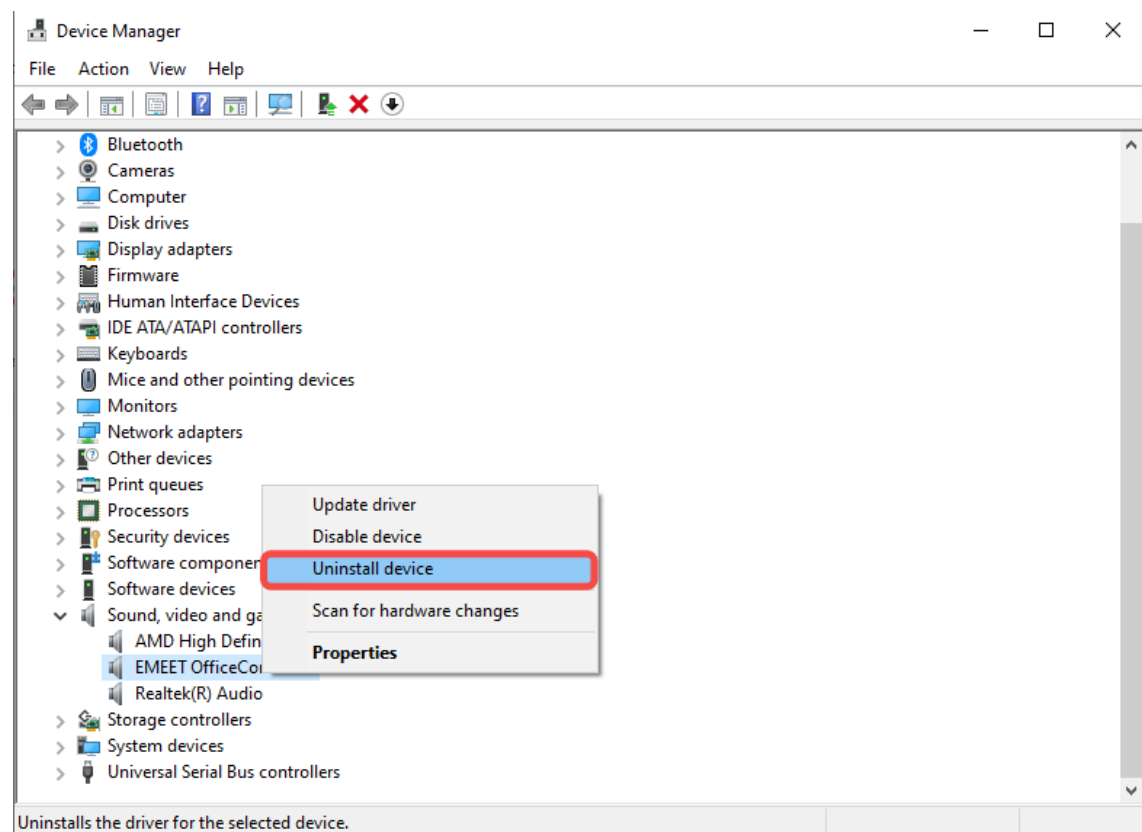 Device Manager
File Action View Help
Bluetooth
Cameras
Computer
Disk drives
Display adapters
Firmware
Human Interface Devices
IDE ATA/ATAPI controllers
Keyboards
Mice and other pointing devices
Monitors
Network adapters
Other devices
Print queues
Processors
Security devices
Software componen
Software devices
Sound, video and ga
AMD High Defin
EMEET OfficeCo
Realtek(R) Audio
Storage controllers
System devices
Universal Serial Bus controllers
Update driver
Disable device
Uninstall device
Scan for hardware changes
Properties
Uninstalls the driver for the selected device.